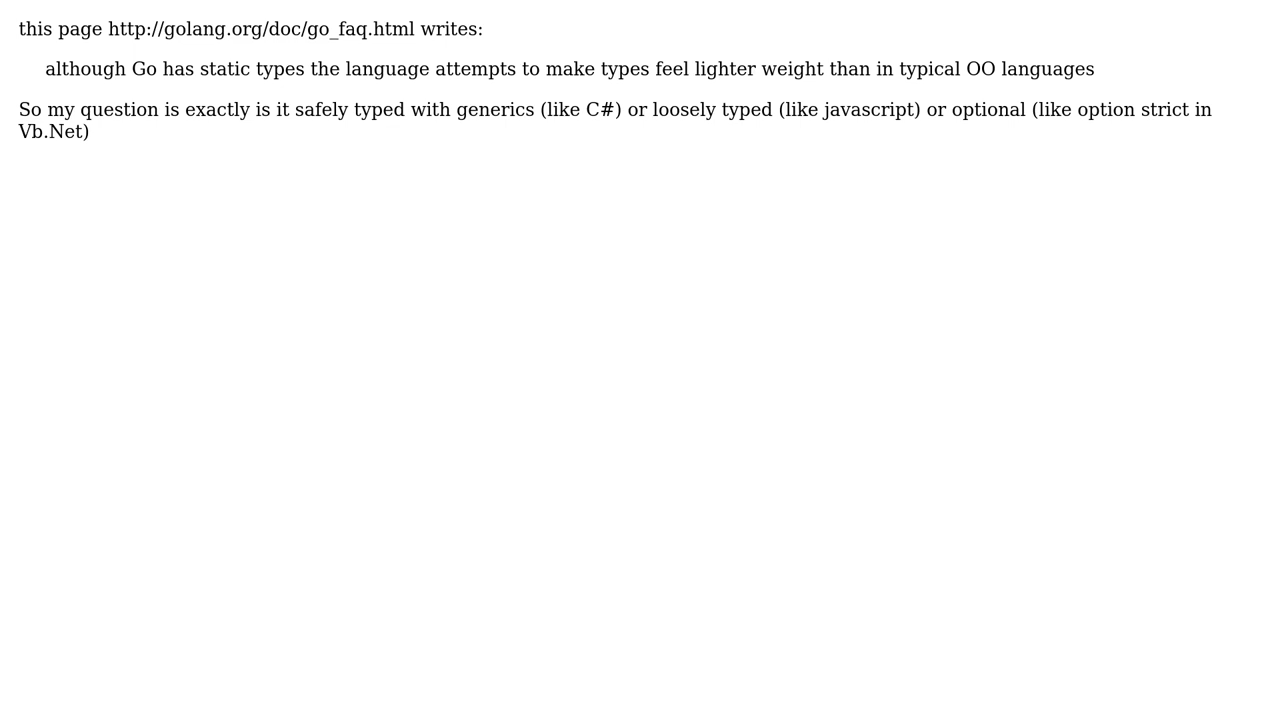 this page http://golang.org/doc/go_faq.html writes:
although Go has static types the language attempts to make types feel lighter weight than in typical OO languages
So my question is exactly is it safely typed with generics (like C#) or loosely typed (like javascript) or optional (like option strict in
Vb.Net)